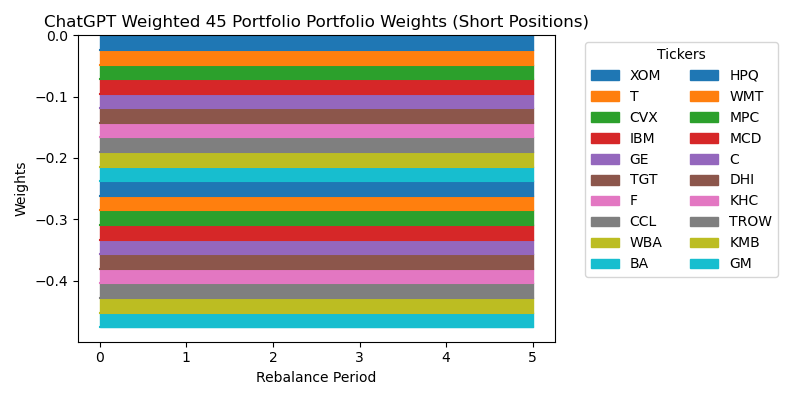 ChatGPT Weighted 45 Portfolio Portfolio Weights (Short Positions)
Weights
0.0
−0.1
−0.2
−0.3
−0.4
0 1 2 3 4 5
Rebalance Period
Tickers
XOM HPQ
T WMT
CVX MPC
IBM MCD
GE C
TGT DHI
F KHC
CCL TROW
WBA KMB
BA GM